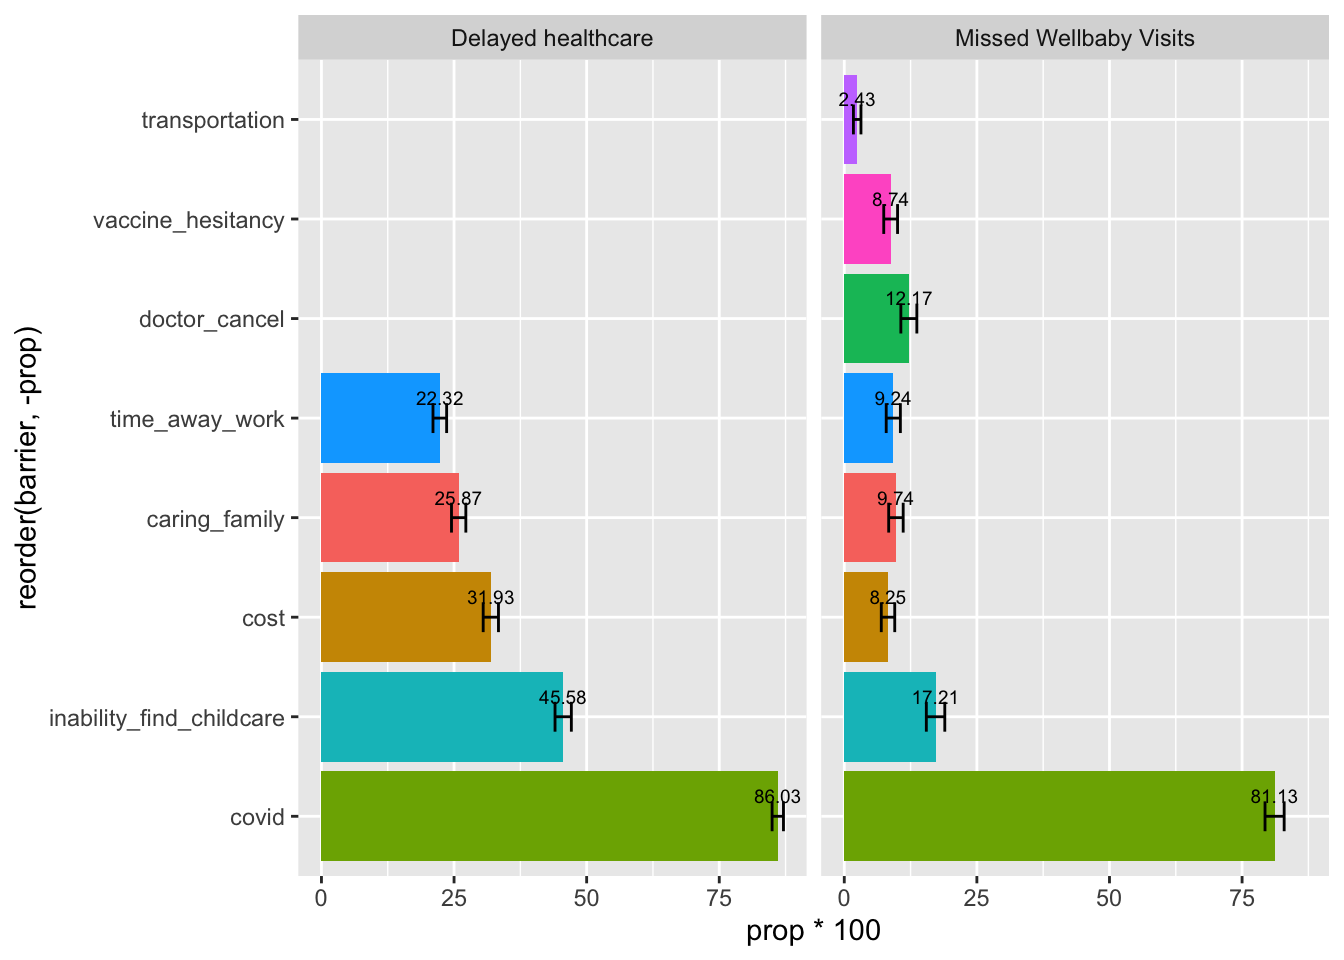 Delayed healthcare
Missed Wellbaby Visits
reorder(barrier, -prop)
transportation
2.43
vaccine_hesitancy
8.74
doctor_cancel
12.17
time_away_work
22.32
9.24
caring_family
25.87
9.74
cost
31.93
8.25
inability_find_childcare
45.58
17.21
covid
86.03
81.13
0
25
50
75
0
25
50
75
prop * 100